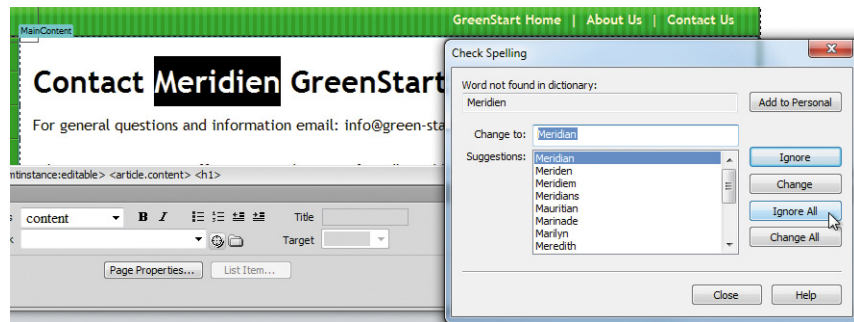 GreenStart Home | About Us | Contact Us
MainContent
Contact Meridien GreenStart
For general questions and information email: info@green-sta
mtinstance:editable> <article.content> <h1>
content
B I
Title
Target
Page Properties...
List Item...
Check Spelling
Word not found in dictionary:
Meridien
Add to Personal
Change to: Meridian
Suggestions:
Meridian
Meriden
Meridiem
Meridians
Mauritian
Marinade
Marilyn
Meredith
Ignore
Change
Ignore All
Change All
Close
Help